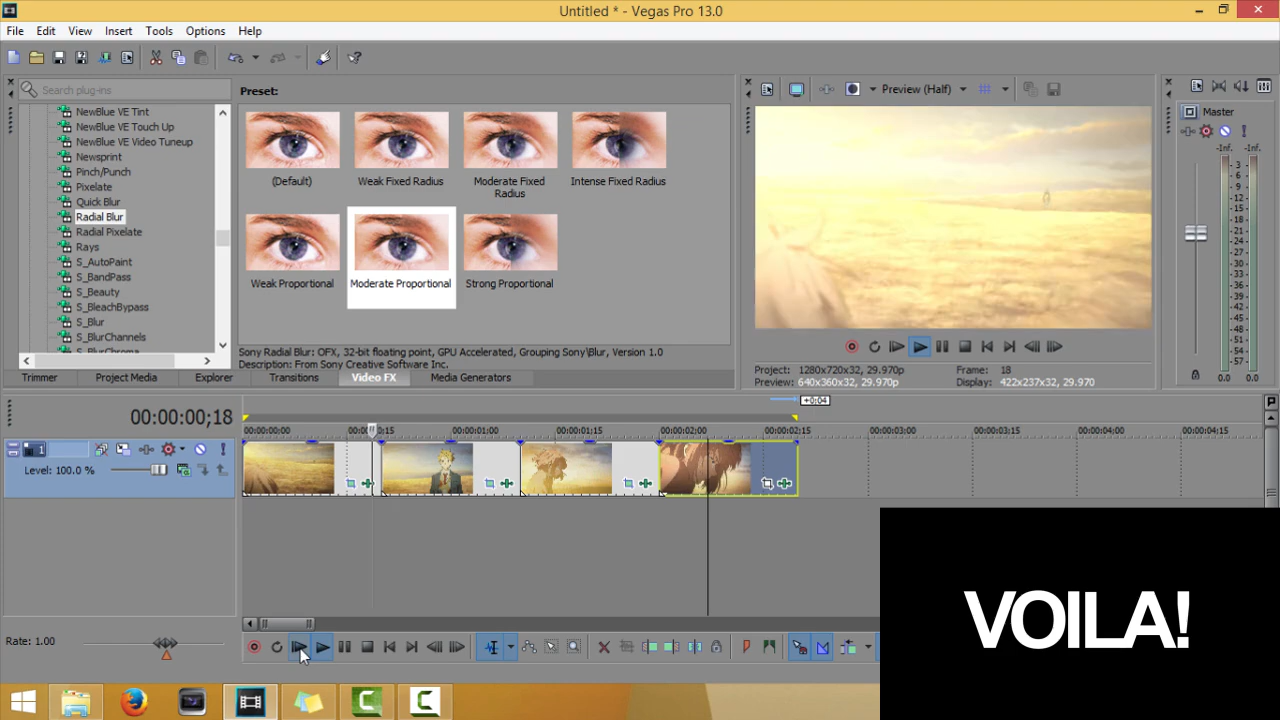 Untitled * - Vegas Pro 13.0
File Edit View Insert Tools Options Help
Search plug-ins
NewBlue VE Tint
NewBlue VE Touch Up
NewBlue VE Video Tuneup
Newsprint
Pinch/Punch
Pixelate
Quick Blur
Radial Blur
Radial Pixelate
Rays
S_AutoPaint
S_BandPass
S_Beauty
S_BleachBypass
S_Blur
S_BlurChannels
S_BlurChroma
Preset:
(Default)
Weak Fixed Radius
Moderate Fixed
Radius
Intense Fixed Radius
Weak Proportional
Moderate Proportional
Strong Proportional
Sony Radial Blur: OFX, 32-bit floating point, GPU Accelerated, Grouping Sony\Blur, Version 1.0
Description: From Sony Creative Software Inc.
Trimmer Project Media Explorer Transitions Video FX Media Generators
Preview (Half)
Project: 1280x720x32, 29.970p
Preview: 640x360x32, 29.970p
Frame: 18
Display: 422x237x32, 29.970
Master
-Inf. -Inf.
3
6
9
12
15
18
21
24
27
30
33
36
39
42
45
48
51
54
57
0.0 0.0
+0;04
00:00:00;18
00:00:00;00 00:00:00;15 00:00:01;00 00:00:01;15 00:00:02;00 00:00:02;15 00:00:03;00 00:00:03;15 00:00:04;00 00:00:04;15
1
Level: 100.0 %
Rate: 1.00
VOILA!